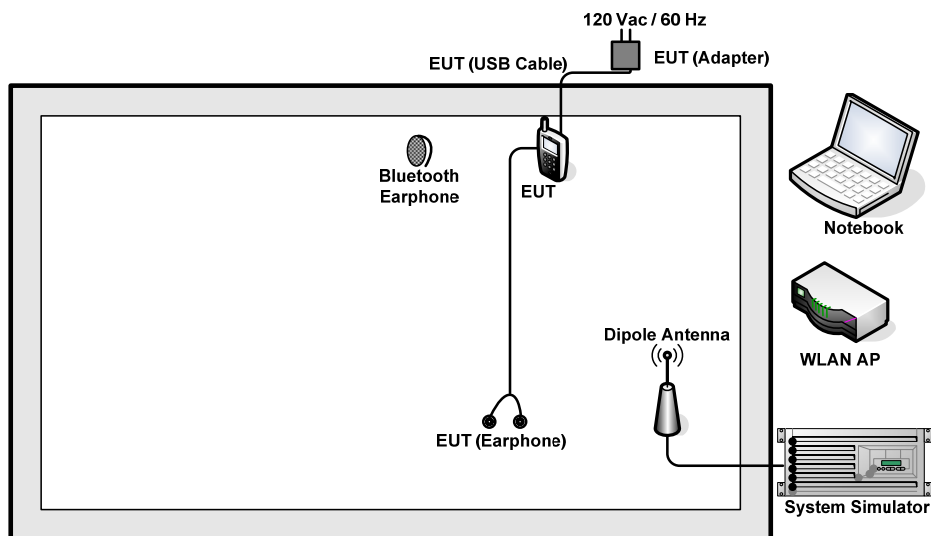 120 Vac / 60 Hz
EUT (USB Cable)
EUT (Adapter)
Bluetooth
Earphone
EUT
Notebook
WLAN AP
Dipole Antenna
EUT (Earphone)
System Simulator